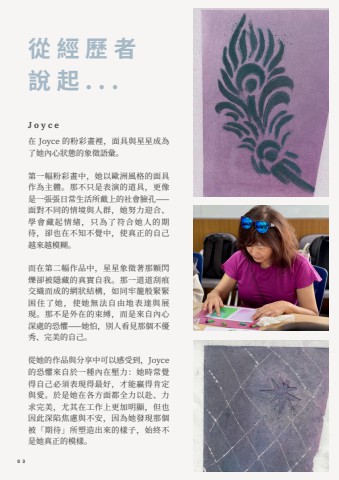 從經歷者
說起...
Joyce
在 Joyce 的粉彩畫裡，面具與星星成為
了她內心狀態的象徵語彙。
第一幅粉彩畫中，她以歐洲風格的面具
作為主體。那不只是表演的道具，更像
是一張張日常生活所戴上的社會臉孔——
面對不同的情境與人群，她努力迎合、
學會藏起情緒，只為了符合她人的期
待，卻也在不知不覺中，使真正的自己
越來越模糊。
而在第二幅作品中，星星象徵著那顆閃
爍卻被隱藏的真實自我。那一道道刮痕
交織而成的網狀結構，如同牢籠般緊緊
困住了她，使她無法自由地表達與展
現。那不是外在的束縛，而是來自內心
深處的恐懼——她怕，別人看見那個不優
秀、完美的自己。
從她的作品與分享中可以感受到，Joyce
的恐懼來自於一種內在壓力：她時常覺
得自己必須表現得最好，才能贏得肯定
與愛。於是她在各方面都全力以赴、力
求完美，尤其在工作上更加明顯，但也
因此深陷焦慮與不安，因為她發現那個
被「期待」所塑造出來的樣子，始終不
是她真正的模樣。